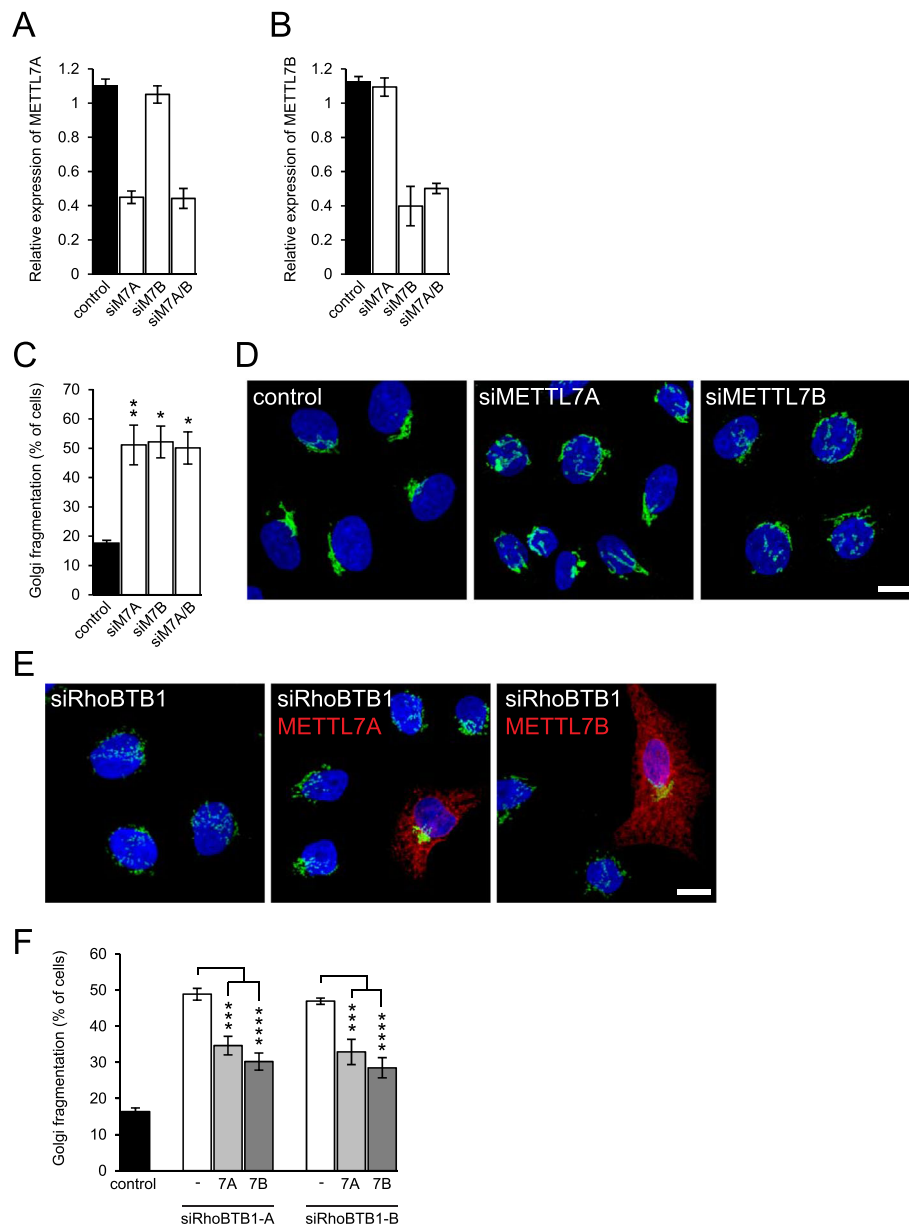 A
Relative expression of METTL7A
1.2
1
0.8
0.6
0.4
0.2
0
control
siM7A
siM7B
siM7A/B
B
Relative expression of METTL7B
1.2
1
0.8
0.6
0.4
0.2
0
control
siM7A
siM7B
siM7A/B
C
Golgi fragmentation (% of cells)
70
60
50
40
30
20
10
0
**
*
*
control
siM7A
siM7B
siM7A/B
D
control
siMETTL7A
siMETTL7B
E
siRhoBTB1
siRhoBTB1
METTL7A
siRhoBTB1
METTL7B
F
Golgi fragmentation (% of cells)
60
50
40
30
20
10
0
***
****
***
****
control
-
7A
7B
-
7A
7B
siRhoBTB1-A
siRhoBTB1-B